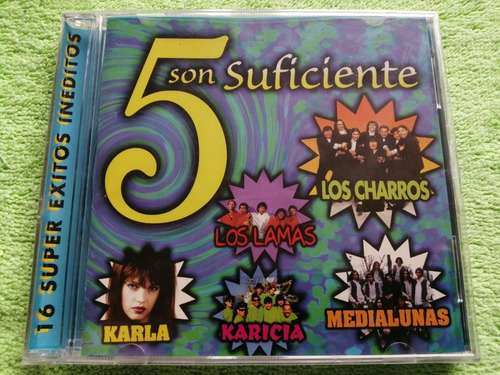 16 SUPER EXITOS INEDITOS
5 son Suficiente
LOS CHARROS
LOS LAMAS
KARLA
KARICIA
MEDIALUNAS